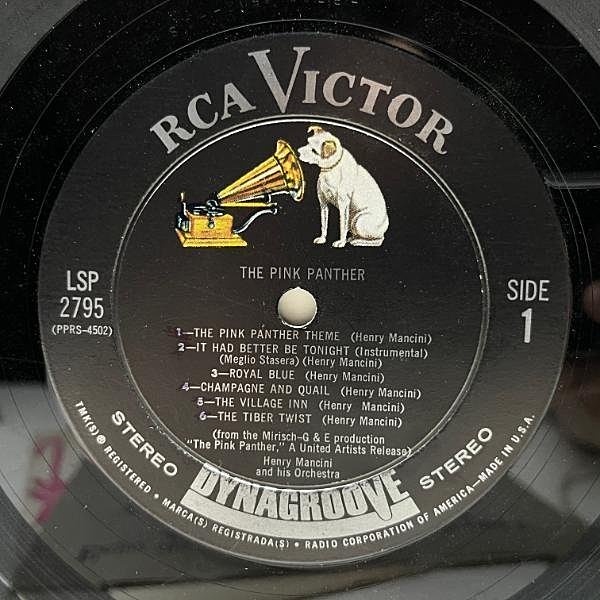 RCA VICTOR
THE PINK PANTHER
LSP
2795
(PPRS-4502)
SIDE
1
1—THE PINK PANTHER THEME (Henry Mancini)
2—IT HAD BETTER BE TONIGHT (Instrumental)
(Meglio Stasera) (Henry Mancini)
3—ROYAL BLUE (Henry Mancini)
4—CHAMPAGNE AND QUAIL (Henry Mancini)
5—THE VILLAGE INN (Henry Mancini)
6—THE TIBER TWIST (Henry Mancini)
(from the Mirisch-G & E production
"The Pink Panther," A United Artists Release)
Henry Mancini
and his Orchestra
STEREO DYNAGROOVE STEREO
TMK(S) ® REGISTERED • MARCA(S) REGISTRADA(S) • RADIO CORPORATION OF AMERICA—MADE IN U.S.A.